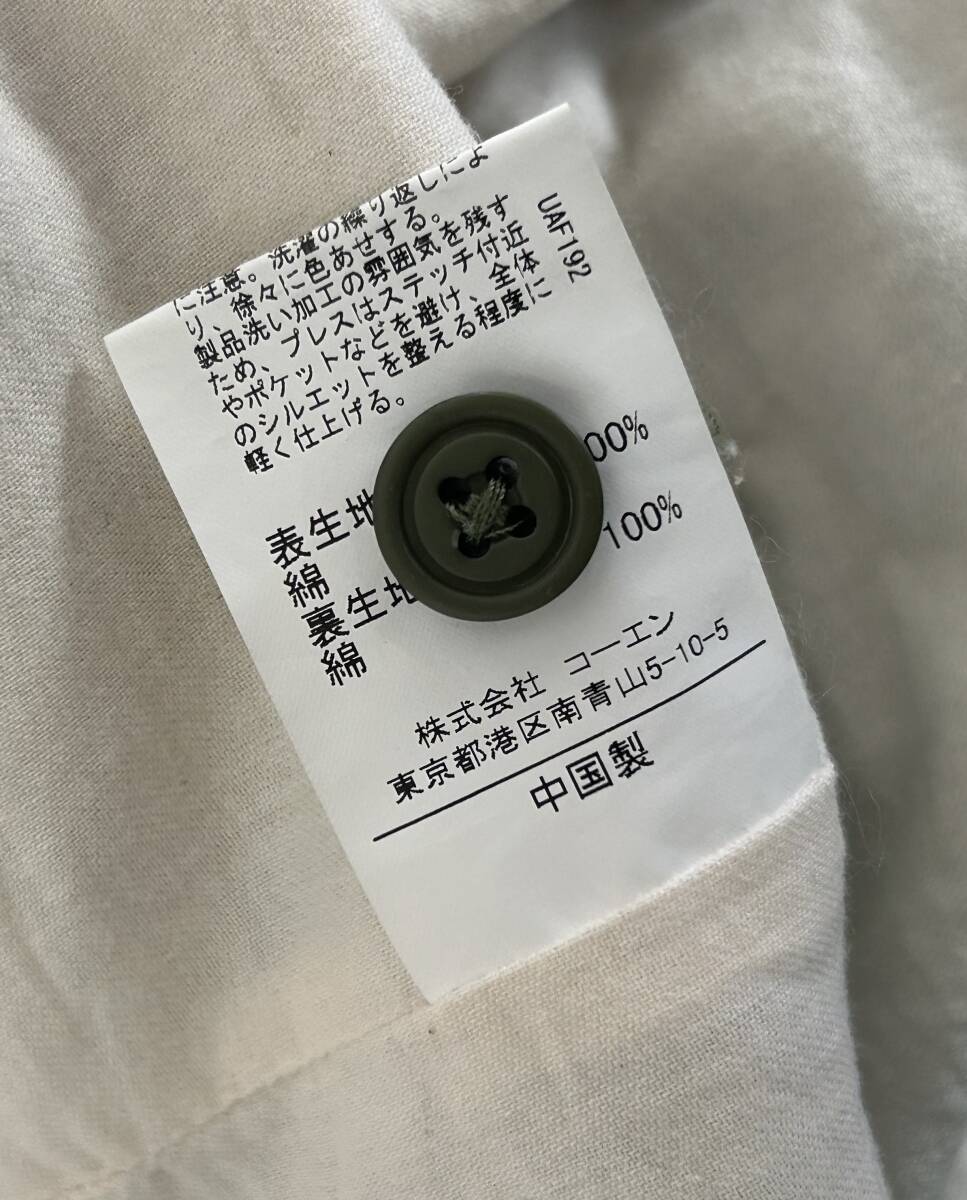 に注意。洗濯の繰り返しによ
り、徐々に色あせする。
製品洗い加工の雰囲気を残す
ため、プレスはステッチ付近
やポケットなどを避け、全体
のシルエットを整える程度に
軽く仕上げる。
UAF192
表生地
綿 00%
裏生地
綿 100%
株式会社 コーエン
東京都港区南青山5-10-5
中国製